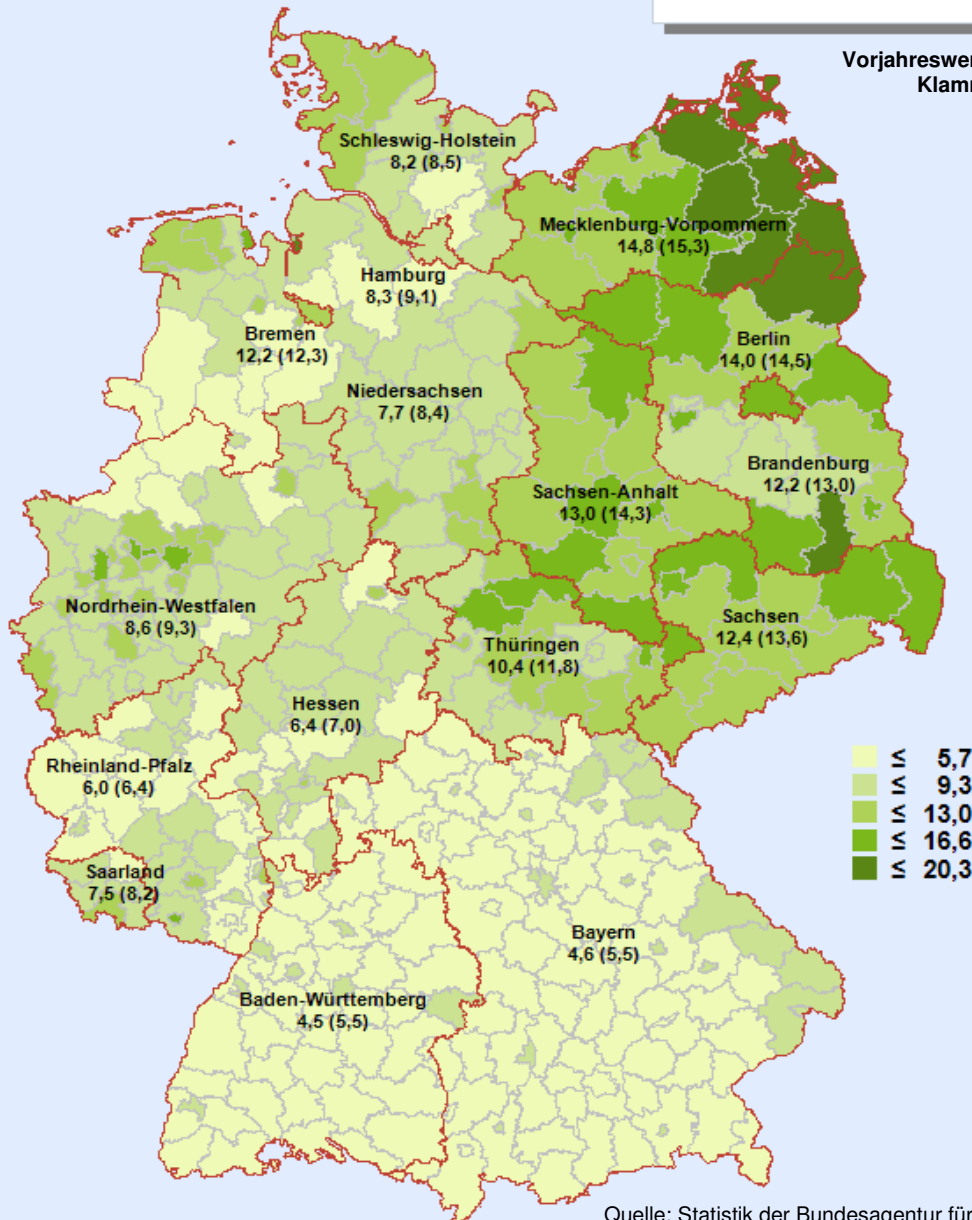 Vorjahreswer
Klamm
Schleswig-Holstein
8,2 (8,5)
Mecklenburg-Vorpommern
14,8 (15,3)
Hamburg
8,3 (9,1)
Bremen
12,2 (12,3)
Berlin
14,0 (14,5)
Niedersachsen
7,7 (8,4)
Brandenburg
12,2 (13,0)
Sachsen-Anhalt
13,0 (14,3)
Nordrhein-Westfalen
8,6 (9,3)
Sachsen
12,4 (13,6)
Thüringen
10,4 (11,8)
Hessen
6,4 (7,0)
Rheinland-Pfalz
6,0 (6,4)
≤ 5,7
≤ 9,3
≤ 13,0
≤ 16,6
≤ 20,3
Saarland
7,5 (8,2)
Bayern
4,6 (5,5)
Baden-Württemberg
4,5 (5,5)
Quelle: Statistik der Bundesagentur für